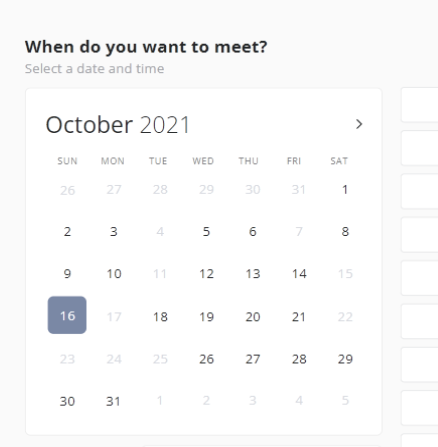 When do you want to meet?
Select a date and time
October 2021
SUN MON TUE WED THU FRI SAT
26 27 28 29 30 31 1
2 3 4 5 6 7 8
9 10 11 12 13 14 15
16 17 18 19 20 21 22
23 24 25 26 27 28 29
30 31 1 2 3 4 5